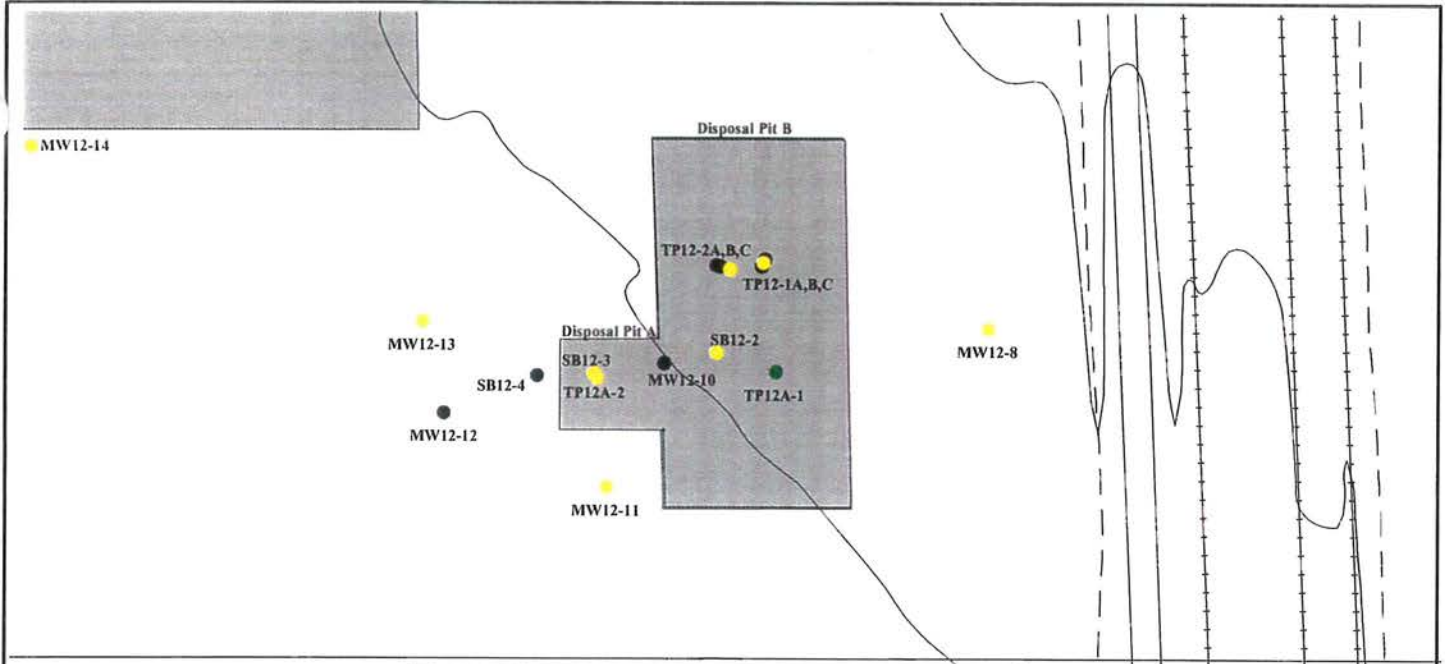 Disposal Pit B
MW12-14
TP12-2A,B,C
TP12-1A,B,C
MW12-13
Disposal Pit A
SB12-2
MW12-8
SB12-3
SB12-4
MW12-10
TP12A-2
TP12A-1
MW12-12
MW12-11